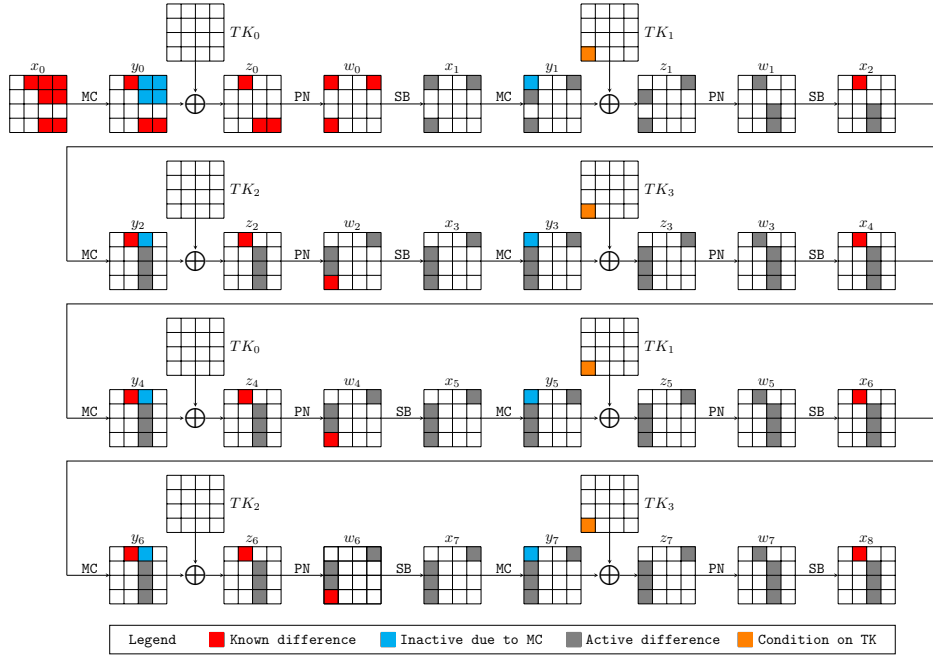 TK₀ TK₁
x₀ y₀ z₀ w₀ x₁ y₁ z₁ w₁ x₂
MC PN SB MC PN SB
TK₂ TK₃
y₂ z₂ w₂ x₃ y₃ z₃ w₃ x₄
MC PN SB MC PN SB
TK₀ TK₁
y₄ z₄ w₄ x₅ y₅ z₅ w₅ x₆
MC PN SB MC PN SB
TK₂ TK₃
y₆ z₆ w₆ x₇ y₇ z₇ w₇ x₈
MC PN SB MC PN SB
Legend Known difference Inactive due to MC Active difference Condition on TK